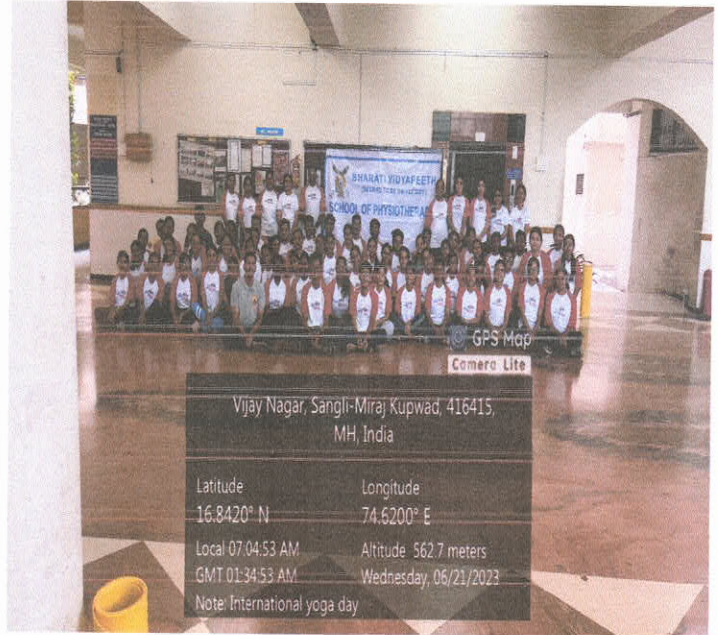 BHARATI VIDYAPEETH
SCHOOL OF PHYSIOTHERAPY
GPS Map
Camera Lite
Vijay Nagar, Sangli-Miraj Kupwad, 416415,
MH, India
Latitude
16.8420° N
Longitude
74.6200° E
Local 07:04:53 AM
GMT 01:34:53 AM
Altitude 562.7 meters
Wednesday, 06/21/2023
Note: International yoga day